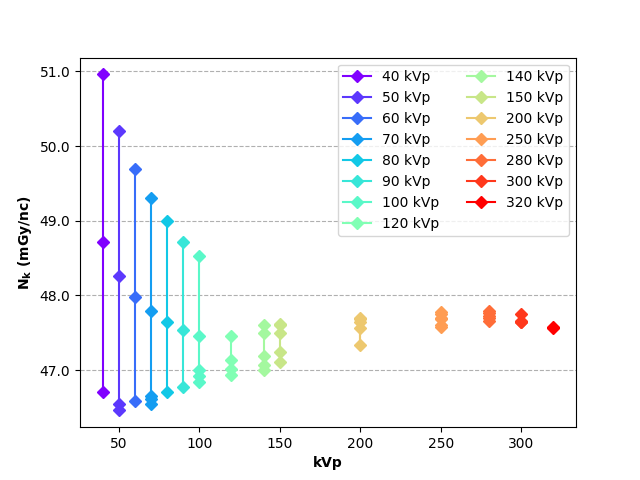 51.0
50.0
49.0
48.0
47.0
N_k (mGy/nc)
40 kVp
50 kVp
60 kVp
70 kVp
80 kVp
90 kVp
100 kVp
120 kVp
140 kVp
150 kVp
200 kVp
250 kVp
280 kVp
300 kVp
320 kVp
50 100 150 200 250 300
kVp